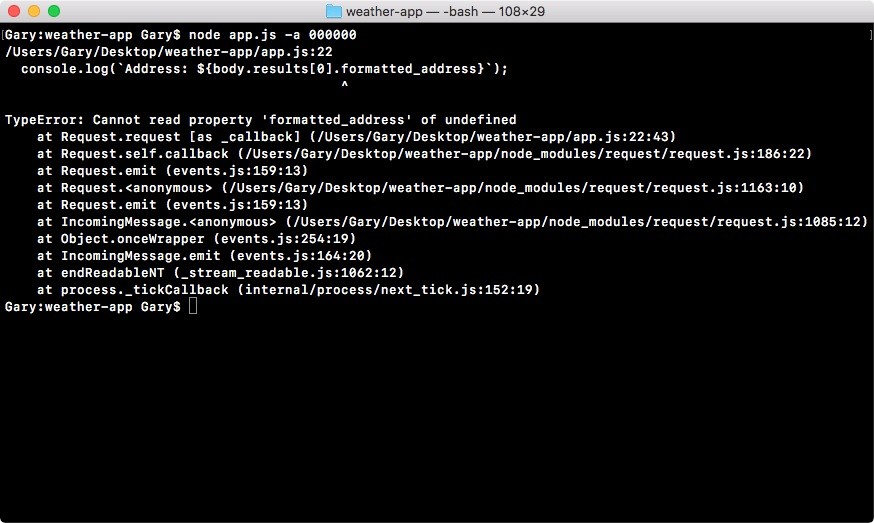 weather-app — -bash — 108×29
Gary:weather-app Gary$ node app.js -a 000000
/Users/Gary/Desktop/weather-app/app.js:22
  console.log(`Address: ${body.results[0].formatted_address}`);
                                          ^
TypeError: Cannot read property 'formatted_address' of undefined
    at Request.request [as _callback] (/Users/Gary/Desktop/weather-app/app.js:22:43)
    at Request.self.callback (/Users/Gary/Desktop/weather-app/node_modules/request/request.js:186:22)
    at Request.emit (events.js:159:13)
    at Request.<anonymous> (/Users/Gary/Desktop/weather-app/node_modules/request/request.js:1163:10)
    at Request.emit (events.js:159:13)
    at IncomingMessage.<anonymous> (/Users/Gary/Desktop/weather-app/node_modules/request/request.js:1085:12)
    at Object.onceWrapper (events.js:254:19)
    at IncomingMessage.emit (events.js:164:20)
    at endReadableNT (_stream_readable.js:1062:12)
    at process._tickCallback (internal/process/next_tick.js:152:19)
Gary:weather-app Gary$